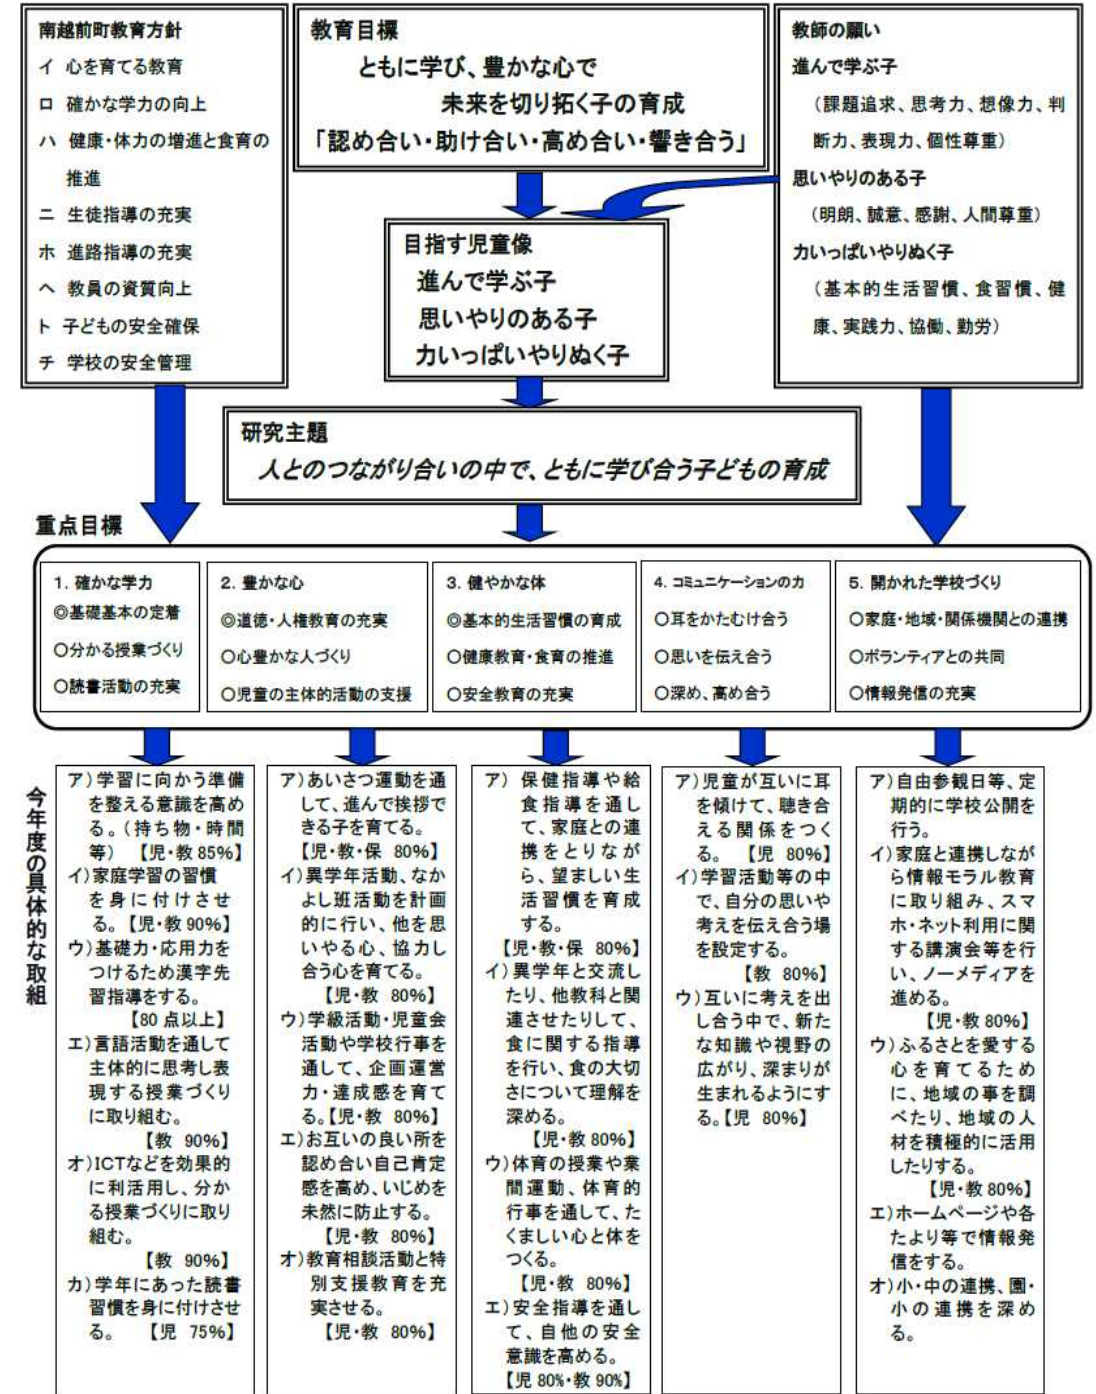 南越前町教育方針
イ 心を育てる教育
ロ 確かな学力の向上
ハ 健康・体力の増進と食育の
推進
ニ 生徒指導の充実
ホ 進路指導の充実
ヘ 教員の資質向上
ト 子どもの安全確保
チ 学校の安全管理
教育目標
ともに学び、豊かな心で
未来を切り拓く子の育成
「認め合い・助け合い・高め合い・響き合う」
教師の願い
進んで学ぶ子
(課題追求、思考力、想像力、判
断力、表現力、個性尊重)
思いやりのある子
(明朗、誠意、感謝、人間尊重)
力いっぱいやりぬく子
(基本的生活習慣、食習慣、健
康、実践力、協働、勤労)
目指す児童像
進んで学ぶ子
思いやりのある子
力いっぱいやりぬく子
研究主題
人とのつながり合いの中で、ともに学び合う子どもの育成
重点目標
1. 確かな学力
◎基礎基本の定着
○分かる授業づくり
○読書活動の充実
2. 豊かな心
◎道徳・人権教育の充実
○心豊かな人づくり
○児童の主体的活動の支援
3. 健やかな体
◎基本的生活習慣の育成
○健康教育・食育の推進
○安全教育の充実
4. コミュニケーションの力
○耳をかたむけ合う
○思いを伝え合う
○深め、高め合う
5. 開かれた学校づくり
○家庭・地域・関係機関との連携
○ボランティアとの共同
○情報発信の充実
今年度の具体的な取組
ア)学習に向かう準備
を整える意識を高め
る。(持ち物・時間
等) 【児・教85%】
イ)家庭学習の習慣
を身に付けさせ
る。【児・教90%】
ウ)基礎力・応用力を
つけるため漢字先
習指導をする。
【80点以上】
エ)言語活動を通して
主体的に思考し表
現する授業づくり
に取り組む。
【教 90%】
オ)ICTなどを効果的
に利活用し、分か
る授業づくりに取り
組む。
【教 90%】
カ)学年にあった読書
習慣を身に付けさせ
る。 【児 75%】
ア)あいさつ運動を通
して、進んで挨拶で
きる子を育てる。
【児・教・保 80%】
イ)異学年活動、なか
よし班活動を計画
的に行い、他を思
いやる心、協力し
合う心を育てる。
【児・教 80%】
ウ)学級活動・児童会
活動や学校行事を
通して、企画運営
力・達成感を育て
る。【児・教 80%】
エ)お互いの良い所を
認め合い自己肯定
感を高め、いじめを
未然に防止する。
【児・教 80%】
オ)教育相談活動と特
別支援教育を充
実させる。
【児・教 80%】
ア) 保健指導や給
食指導を通し
て、家庭との連
携をとりなが
ら、望ましい生
活習慣を育成
する。
【児・教・保 80%】
イ)異学年と交流し
たり、他教科と関
連させたりして、
食に関する指導
を行い、食の大切
さについて理解を
深める。
【児・教 80%】
ウ)体育の授業や業
間運動、体育的
行事を通して、た
くましい心と体を
つくる。
【児・教 80%】
エ)安全指導を通し
て、自他の安全
意識を高める。
【児 80%・教 90%】
ア)児童が互いに耳
を傾けて、聴き合
える関係をつく
る。 【児 80%】
イ)学習活動等の中
で、自分の思いや
考えを伝え合う場
を設定する。
【教 80%】
ウ)互いに考えを出
し合う中で、新た
な知識や視野の
広がり、深まりが
生まれるようにす
る。【児 80%】
ア)自由参観日等、定
期的に学校公開を
行う。
イ)家庭と連携しなが
ら情報モラル教育
に取り組み、スマ
ホ・ネット利用に関
する講演会等を行
い、ノーメディアを
進める。
【児・教 80%】
ウ)ふるさとを愛する
心を育てるため
に、地域の事を調
べたり、地域の人
材を積極的に活用
したりする。
【児・教 80%】
エ)ホームページや各
たより等で情報発
信をする。
オ)小・中の連携、園・
小の連携を深め
る。